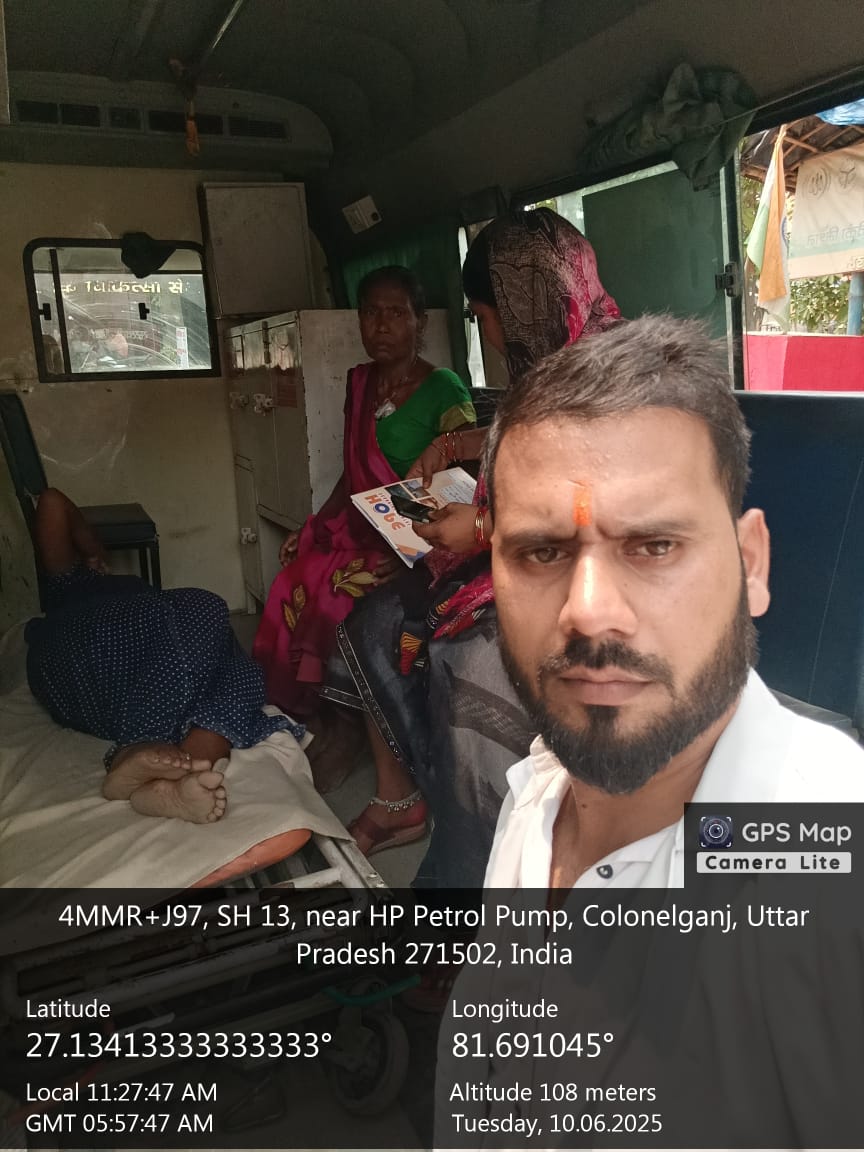 क चिकित्सा से
HOPE
GPS Map
Camera Lite
4MMR+J97, SH 13, near HP Petrol Pump, Colonelganj, Uttar
Pradesh 271502, India
Latitude
27.13413333333333°
Longitude
81.691045°
Local 11:27:47 AM
GMT 05:57:47 AM
Altitude 108 meters
Tuesday, 10.06.2025